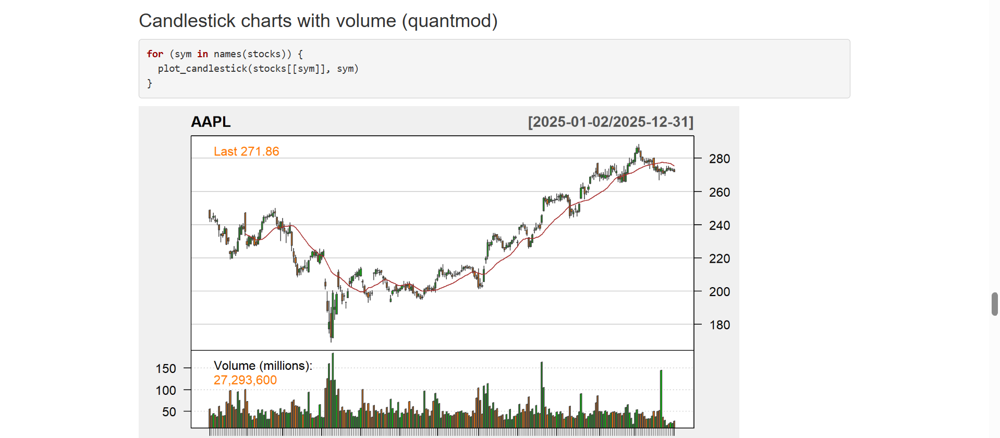 Candlestick charts with volume (quantmod)
for (sym in names(stocks)) {
  plot_candlestick(stocks[[sym]], sym)
}
AAPL [2025-01-02/2025-12-31]
Last 271.86
280
260
240
220
200
180
Volume (millions):
27,293,600
150
100
50